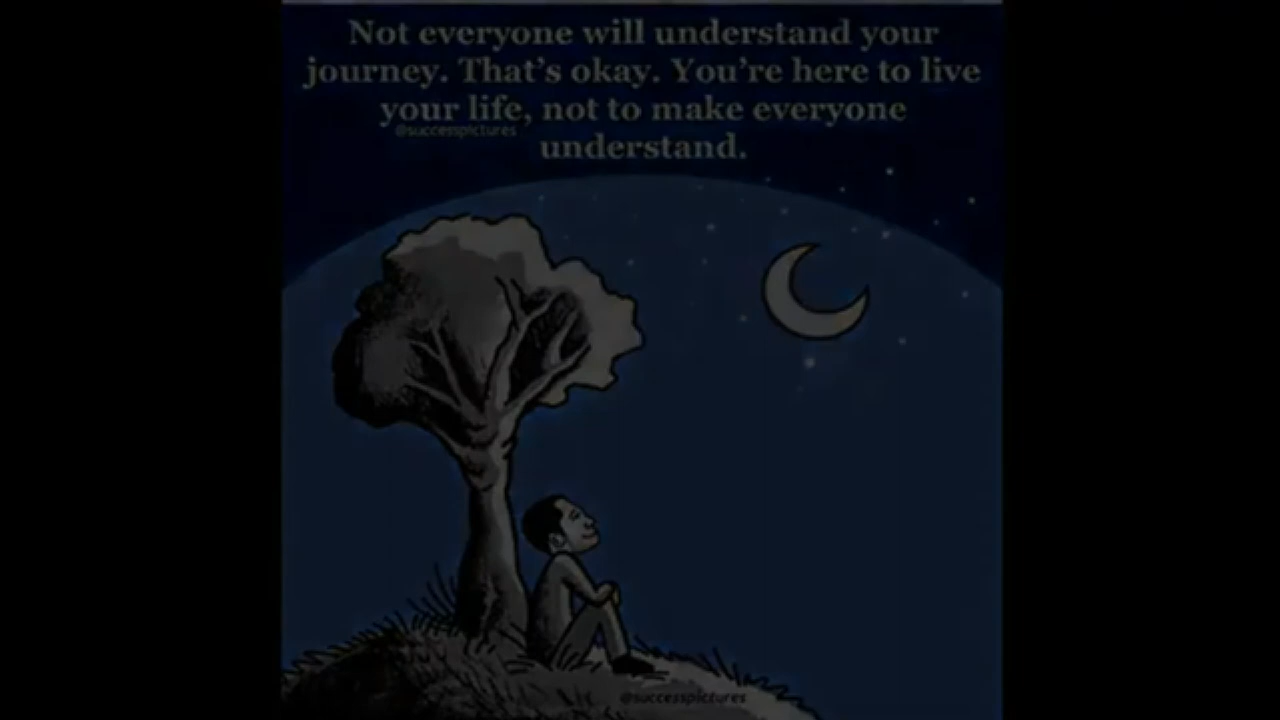 Not everyone will understand your
journey. That's okay. You're here to live
your life, not to make everyone
@successpictures
understand.
@successpictures